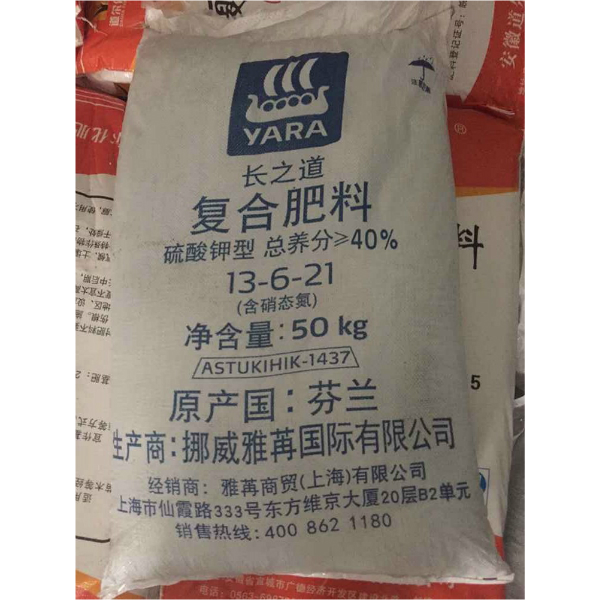 YARA
长之道
复合肥料
硫酸钾型 总养分≥40%
13-6-21
(含硝态氮)
净含量：50 kg
ASTUKIHIK-1437
原产国：芬兰
生产商：挪威雅苒国际有限公司
经销商：雅苒商贸(上海)有限公司
上海市仙霞路333号东方维京大厦20层B2单元
销售热线：400 862 1180
料
安徽道